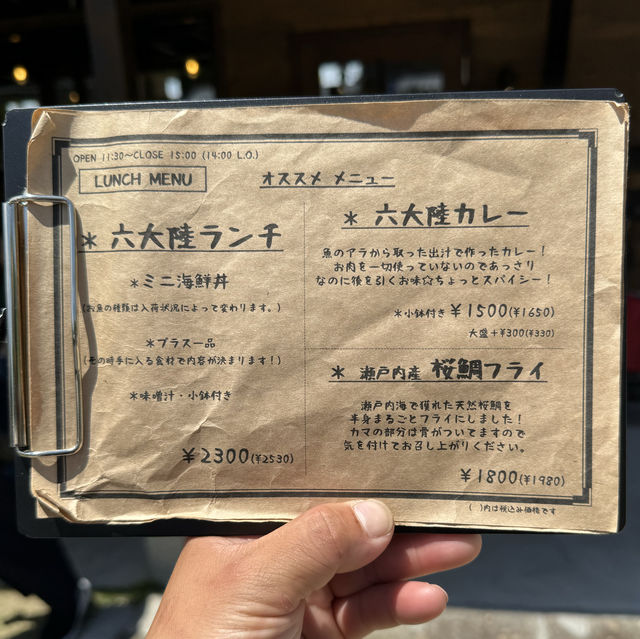 OPEN 11:30~CLOSE 15:00 (14:00 L.O.)
LUNCH MENU
オススメ メニュー
* 六大陸ランチ
*ミニ海鮮丼
(お魚の種類は入荷状況によって変わります。)
*プラス一品
(その時手に入る食材で内容が決まります!)
*味噌汁・小鉢付き
¥2300(¥2530)
* 六大陸カレー
魚のアラから取った出汁で作ったカレー!
お肉を一切使っていないのであっさり
なのに後を引くお味☆ちょっとスパイシー!
*小鉢付き ¥1500(¥1650)
大盛+¥300(¥330)
* 瀬戸内産 桜鯛フライ
瀬戸内海で獲れた天然桜鯛を
半身まるごとフライにしました!
カマの部分は骨がついてますので
気を付けてお召し上がりください。
¥1800(¥1980)
( )内は税込み価格です